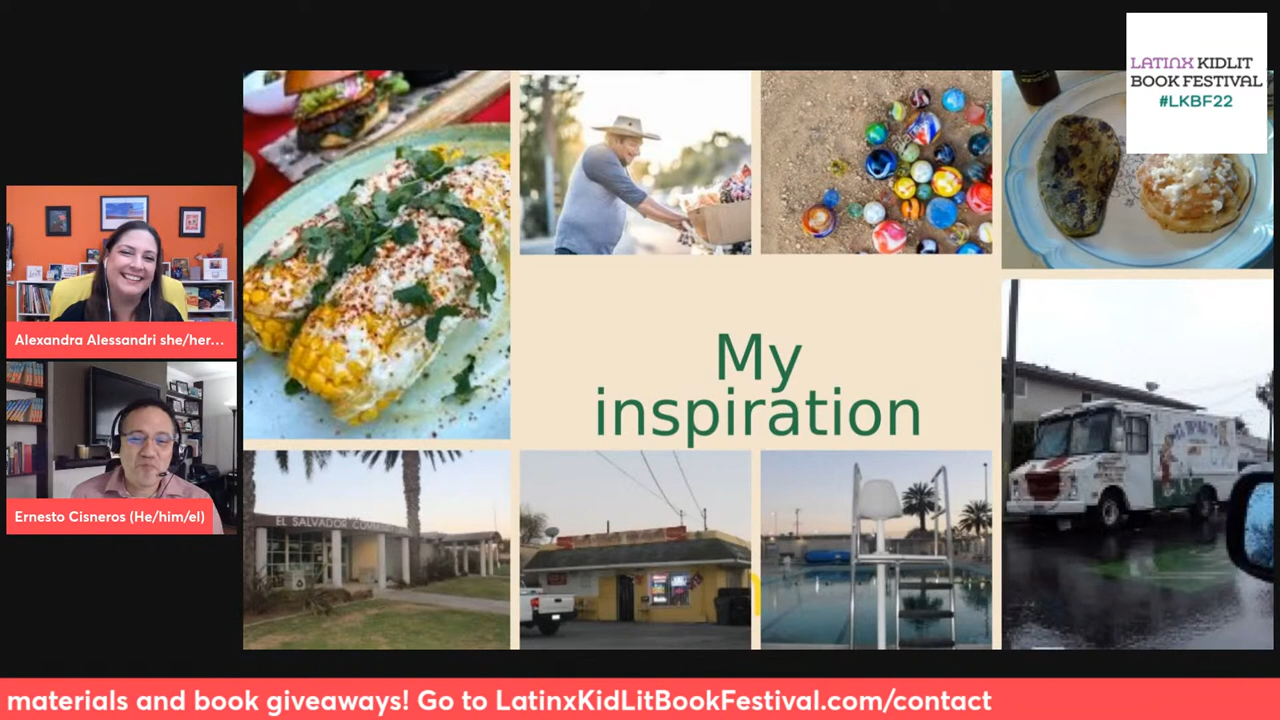 LATINX KIDLIT
BOOK FESTIVAL
#LKBF22
Alexandra Alessandri she/her...
Ernesto Cisneros (He/him/el)
My
inspiration
EL SALVADOR
materials and book giveaways! Go to LatinxKidLitBookFestival.com/contact